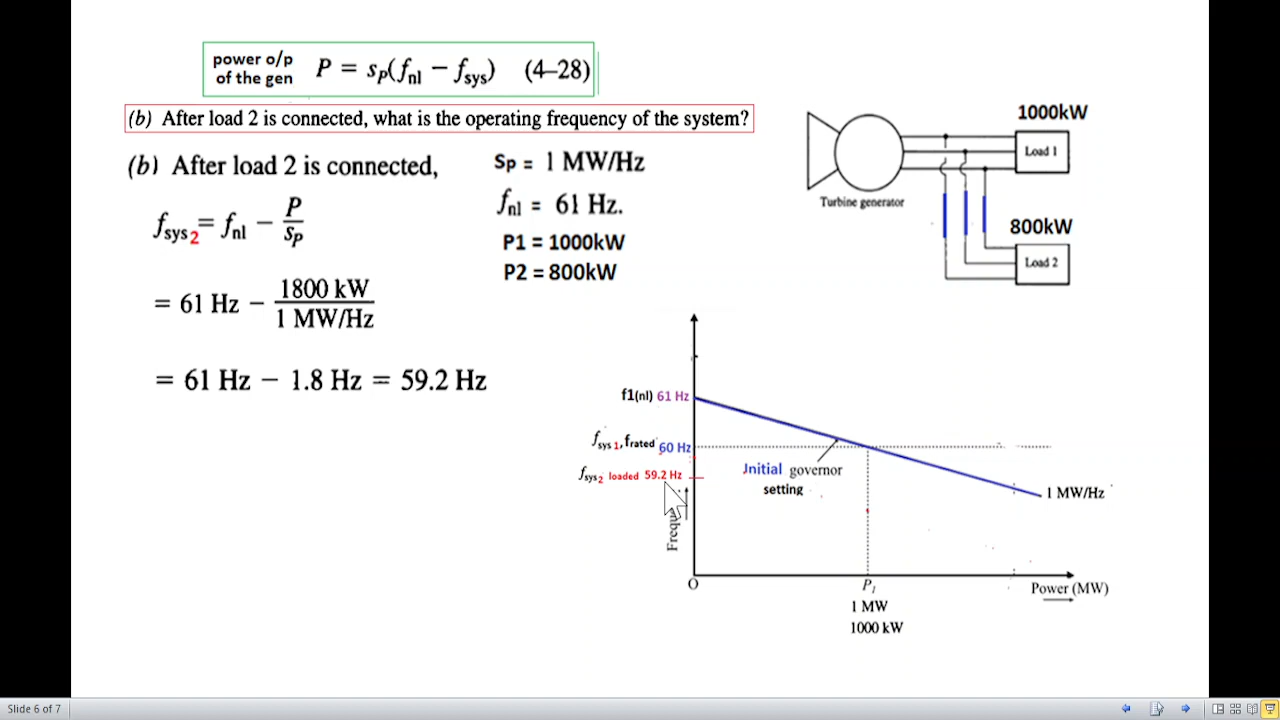 power o/p
of the gen
P = sP(fnl − fsys) (4–28)
(b) After load 2 is connected, what is the operating frequency of the system?
(b) After load 2 is connected,
fsys2 = fnl − P/sP
= 61 Hz − 1800 kW / 1 MW/Hz
= 61 Hz − 1.8 Hz = 59.2 Hz
Sp = 1 MW/Hz
fnl = 61 Hz.
P1 = 1000kW
P2 = 800kW
1000kW
Load 1
Turbine generator
800kW
Load 2
f1(nl) 61 Hz
fsys 1, frated 60 Hz
fsys2 loaded 59.2 Hz
Initial governor
setting
1 MW/Hz
O
P1
Power (MW)
1 MW
1000 kW
Slide 6 of 7